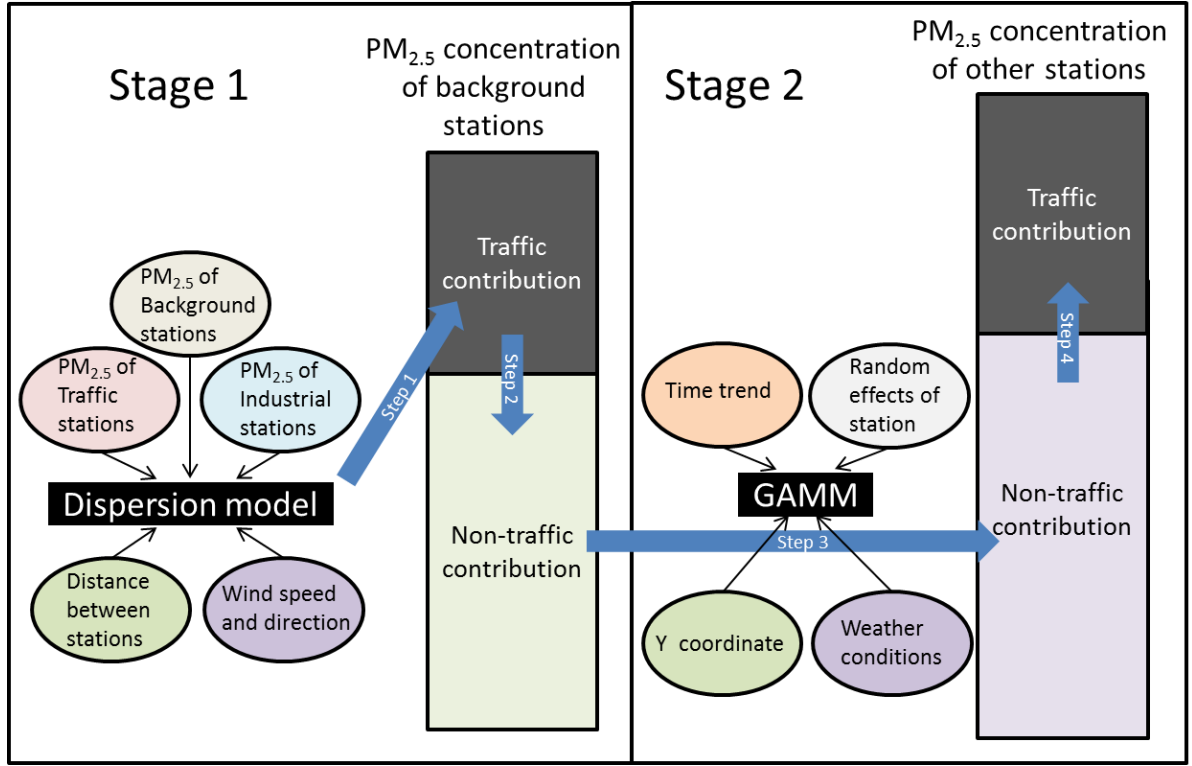 Stage 1
PM2.5 concentration
of background
stations
Traffic
contribution
Step 1
Step 2
PM2.5 of
Background
stations
PM2.5 of
Traffic
stations
PM2.5 of
Industrial
stations
Dispersion model
Distance
between
stations
Wind speed
and direction
Non-traffic
contribution
Stage 2
PM2.5 concentration
of other stations
Traffic
contribution
Step 4
Time trend
Random
effects of
station
GAMM
Step 3
Y coordinate
Weather
conditions
Non-traffic
contribution